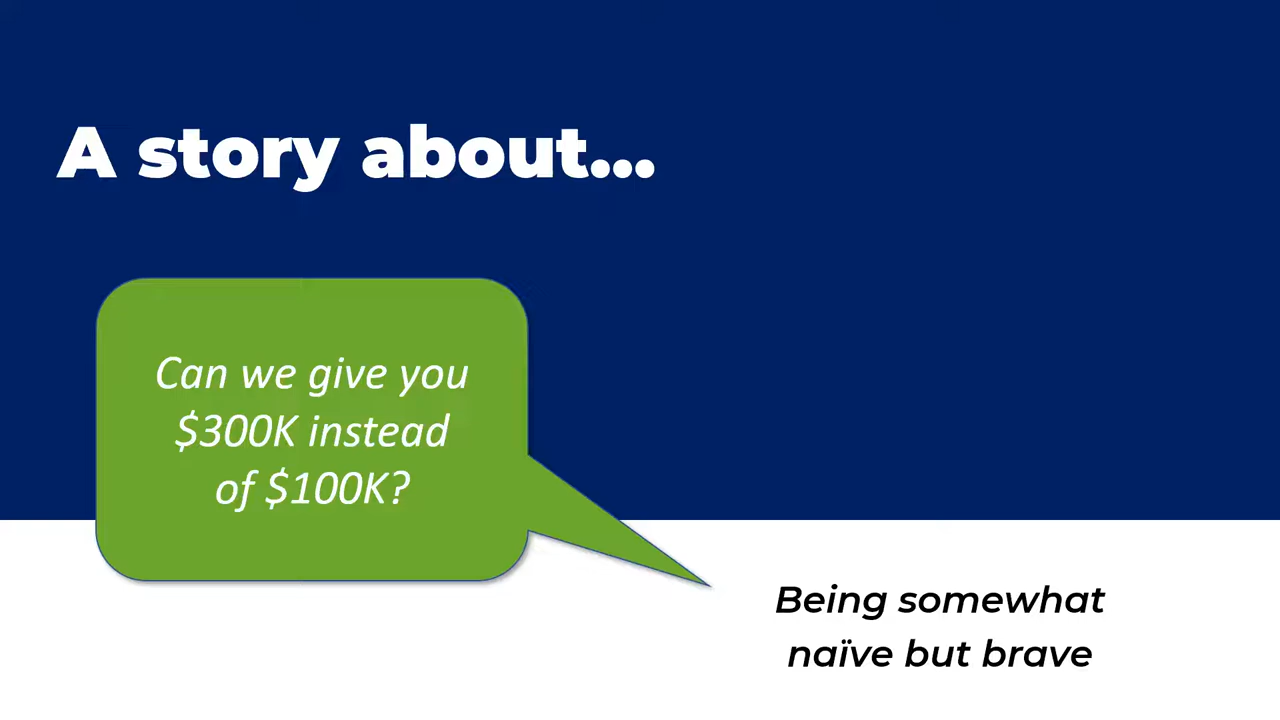 A story about...
Can we give you
$300K instead
of $100K?
Being somewhat
naïve but brave